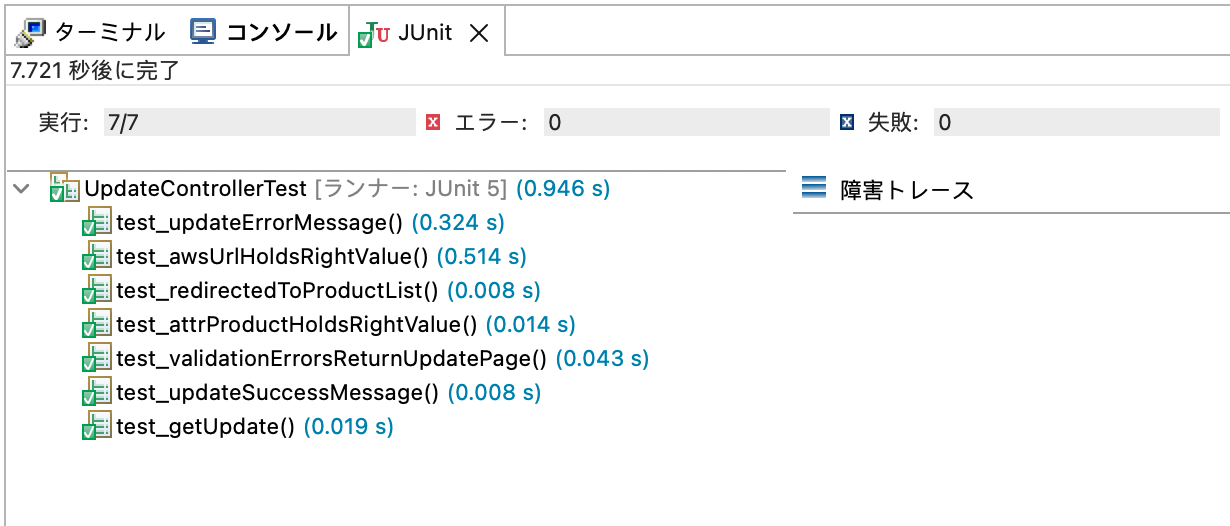 ターミナル コンソール JUnit
7.721 秒後に完了
実行: 7/7 エラー: 0 失敗: 0
UpdateControllerTest [ランナー: JUnit 5] (0.946 s)
障害トレース
test_updateErrorMessage() (0.324 s)
test_awsUrlHoldsRightValue() (0.514 s)
test_redirectedToProductList() (0.008 s)
test_attrProductHoldsRightValue() (0.014 s)
test_validationErrorsReturnUpdatePage() (0.043 s)
test_updateSuccessMessage() (0.008 s)
test_getUpdate() (0.019 s)